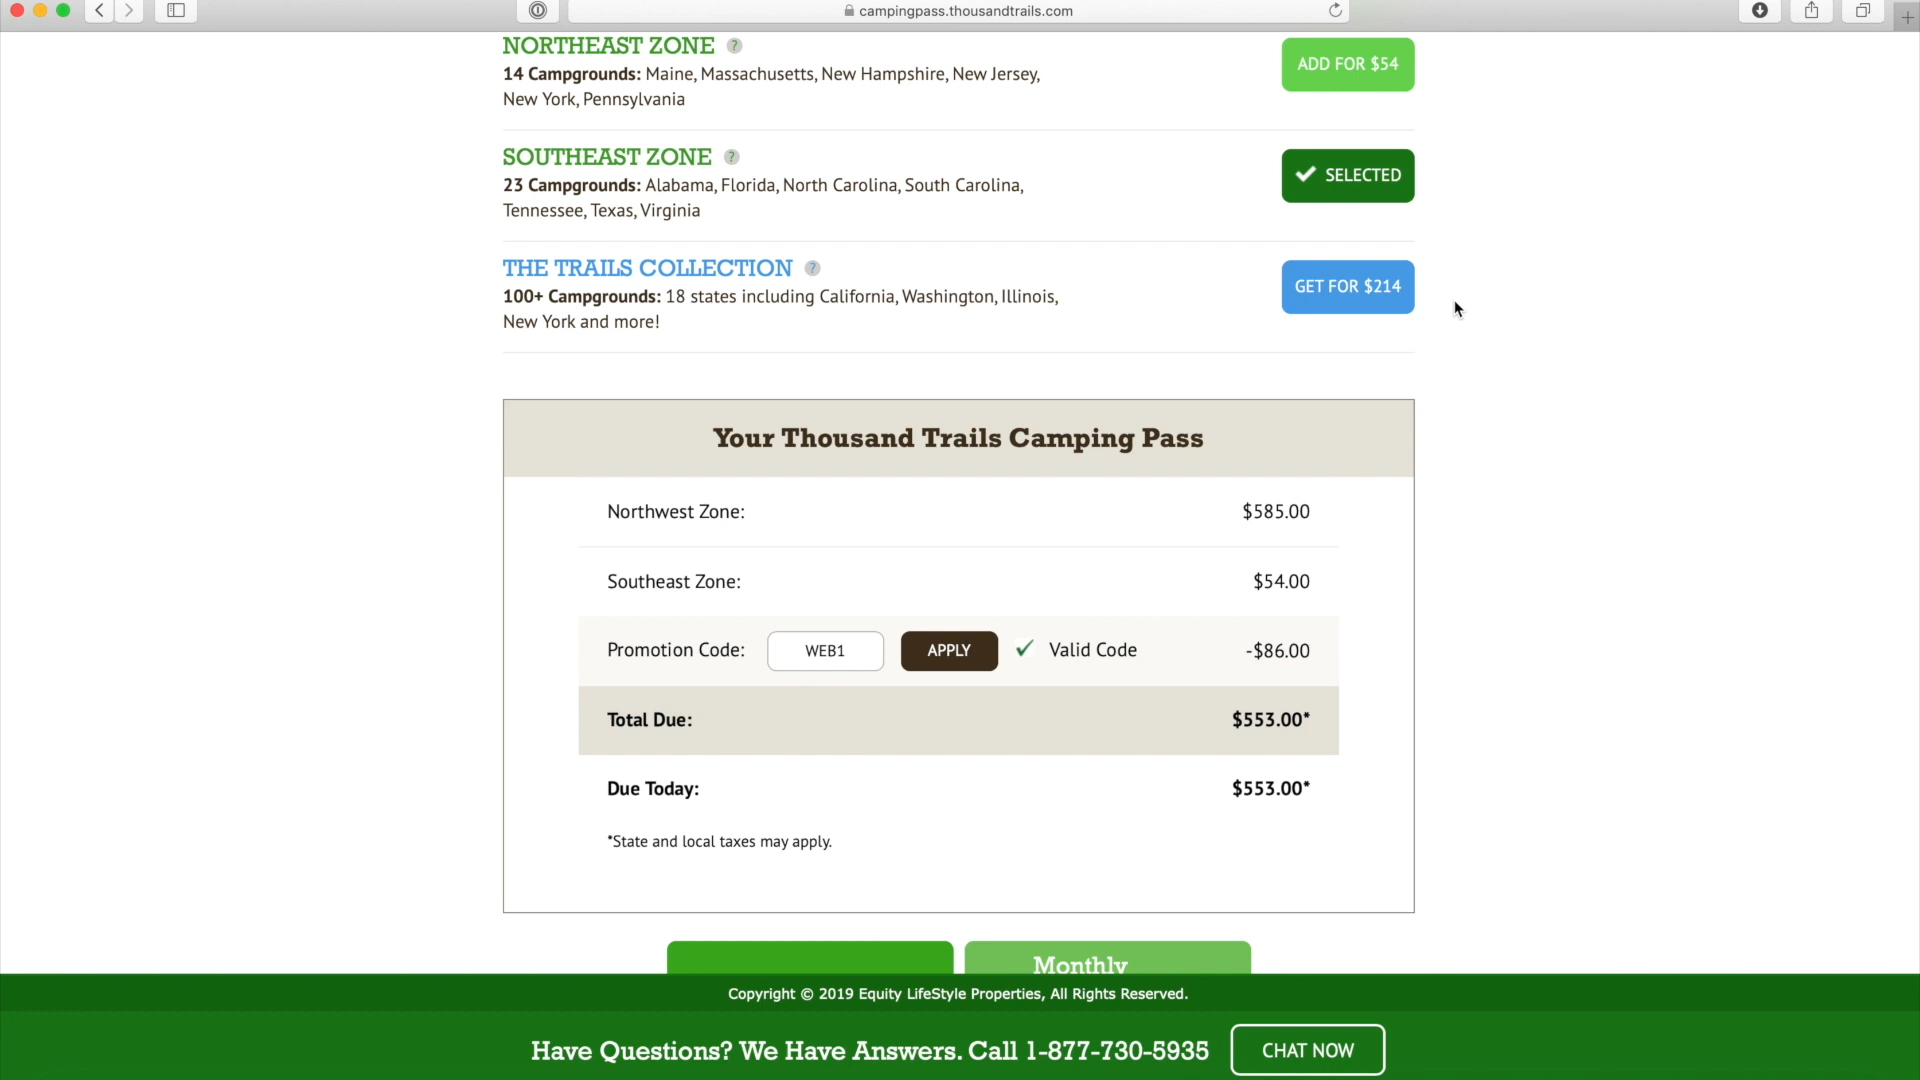 campingpass.thousandtrails.com
NORTHEAST ZONE ?
ADD FOR $54
14 Campgrounds: Maine, Massachusetts, New Hampshire, New Jersey,
New York, Pennsylvania
SOUTHEAST ZONE ?
SELECTED
23 Campgrounds: Alabama, Florida, North Carolina, South Carolina,
Tennessee, Texas, Virginia
THE TRAILS COLLECTION ?
GET FOR $214
100+ Campgrounds: 18 states including California, Washington, Illinois,
New York and more!
Your Thousand Trails Camping Pass
Northwest Zone: $585.00
Southeast Zone: $54.00
Promotion Code: WEB1 APPLY ✓ Valid Code -$86.00
Total Due: $553.00*
Due Today: $553.00*
*State and local taxes may apply.
Monthly
Copyright © 2019 Equity LifeStyle Properties, All Rights Reserved.
Have Questions? We Have Answers. Call 1-877-730-5935 CHAT NOW